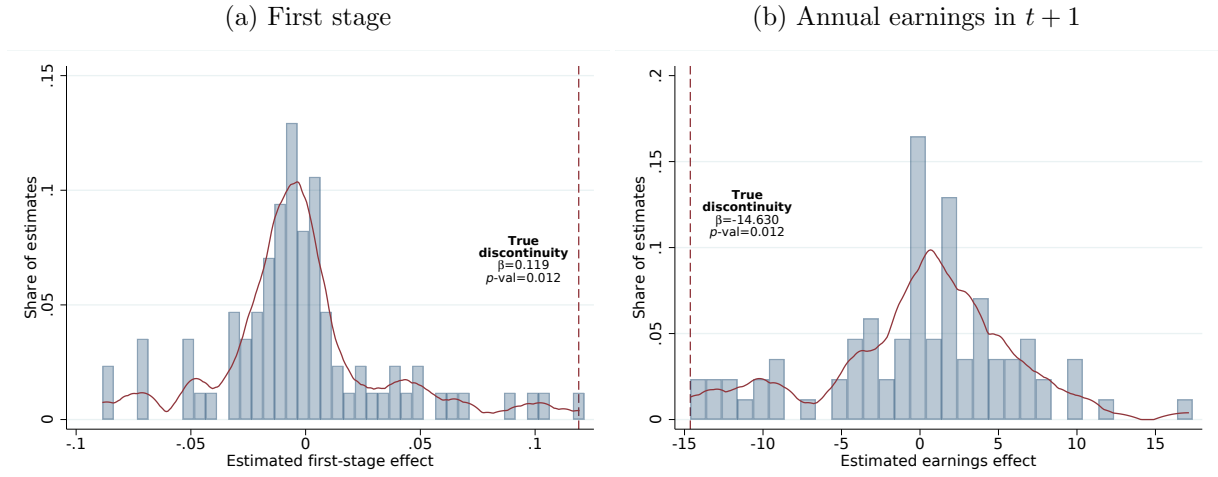 (a) First stage
.15
.1
.05
0
Share of estimates
True
discontinuity
β=0.119
p-val=0.012
-.1
-.05
0
.05
.1
Estimated first-stage effect
(b) Annual earnings in t + 1
.2
.15
.1
.05
0
Share of estimates
True
discontinuity
β=-14.630
p-val=0.012
-15
-10
-5
0
5
10
15
Estimated earnings effect